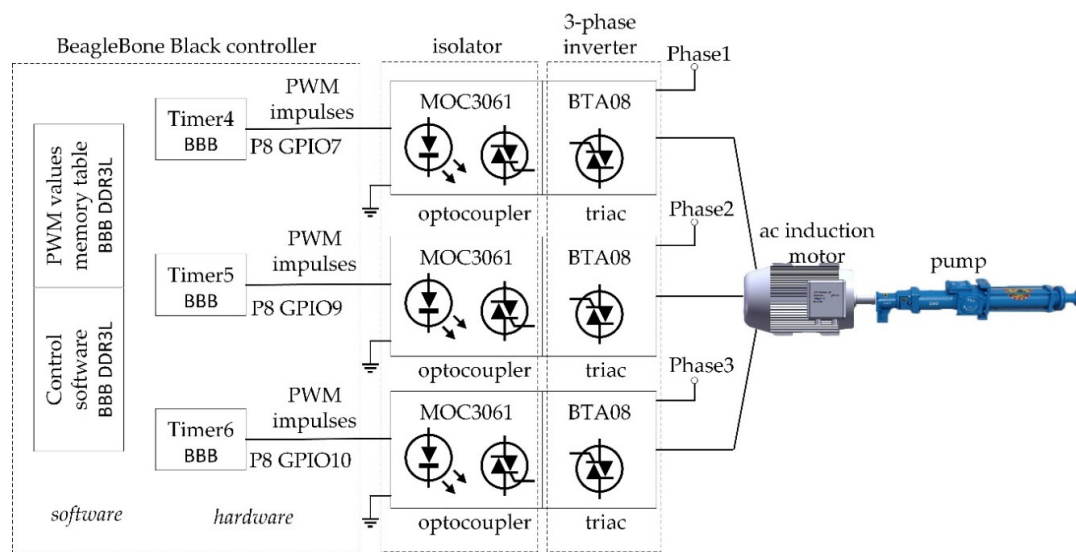 BeagleBone Black controller
isolator
3-phase
inverter
Phase1
PWM values
memory table
BBB DDR3L
Control
software
BBB DDR3L
software
hardware
Timer4
BBB
PWM
impulses
P8 GPIO7
MOC3061
optocoupler
BTA08
triac
Phase2
Timer5
BBB
PWM
impulses
P8 GPIO9
MOC3061
optocoupler
BTA08
triac
Phase3
Timer6
BBB
PWM
impulses
P8 GPIO10
MOC3061
optocoupler
BTA08
triac
ac induction
motor
pump